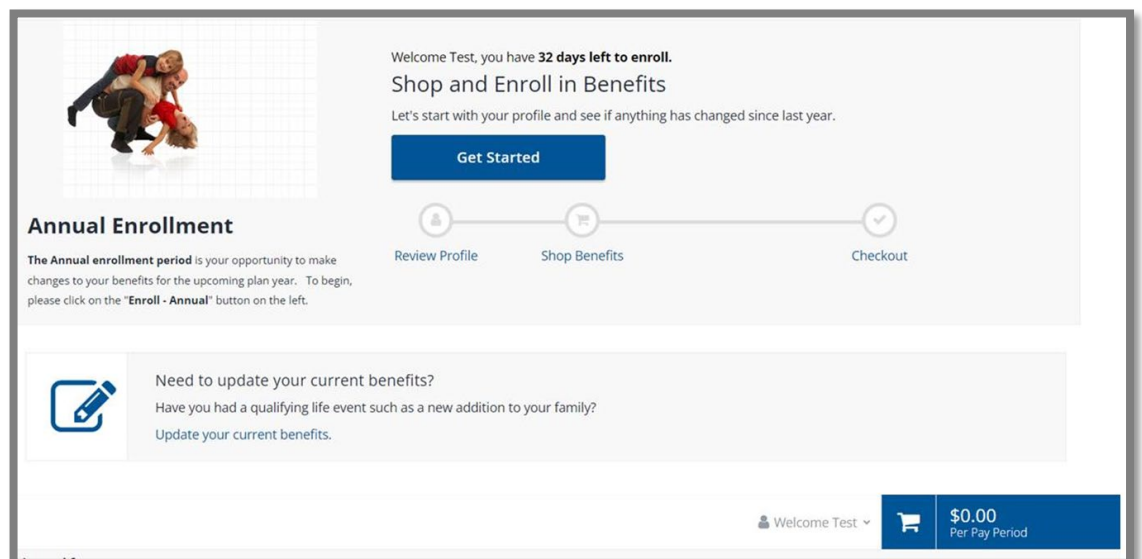 Welcome Test, you have 32 days left to enroll.
Shop and Enroll in Benefits
Let's start with your profile and see if anything has changed since last year.
Get Started
Review Profile
Shop Benefits
Checkout
Annual Enrollment
The Annual enrollment period is your opportunity to make
changes to your benefits for the upcoming plan year. To begin,
please click on the "Enroll - Annual" button on the left.
Need to update your current benefits?
Have you had a qualifying life event such as a new addition to your family?
Update your current benefits.
Welcome Test
$0.00
Per Pay Period